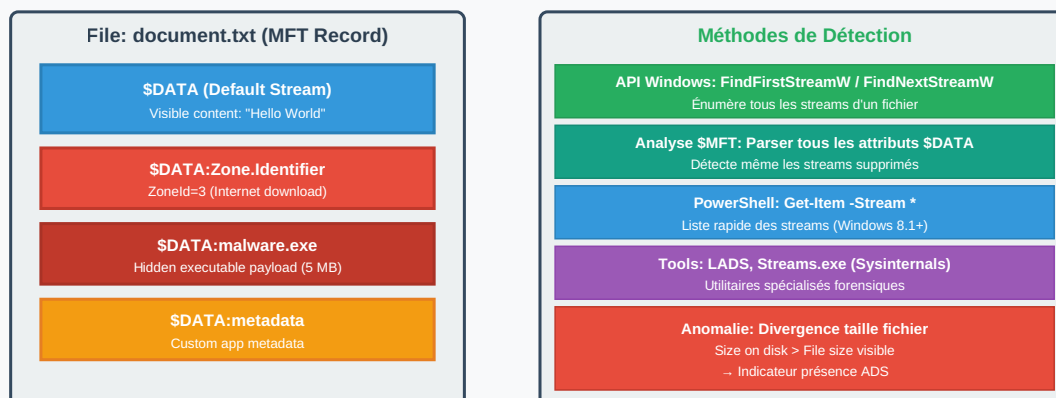 File: document.txt (MFT Record)
$DATA (Default Stream)
Visible content: "Hello World"
$DATA:Zone.Identifier
ZoneId=3 (Internet download)
$DATA:malware.exe
Hidden executable payload (5 MB)
$DATA:metadata
Custom app metadata
Méthodes de Détection
API Windows: FindFirstStreamW / FindNextStreamW
Énumère tous les streams d'un fichier
Analyse $MFT: Parser tous les attributs $DATA
Détecte même les streams supprimés
PowerShell: Get-Item -Stream *
Liste rapide des streams (Windows 8.1+)
Tools: LADS, Streams.exe (Sysinternals)
Utilitaires spécialisés forensiques
Anomalie: Divergence taille fichier
Size on disk > File size visible
→ Indicateur présence ADS